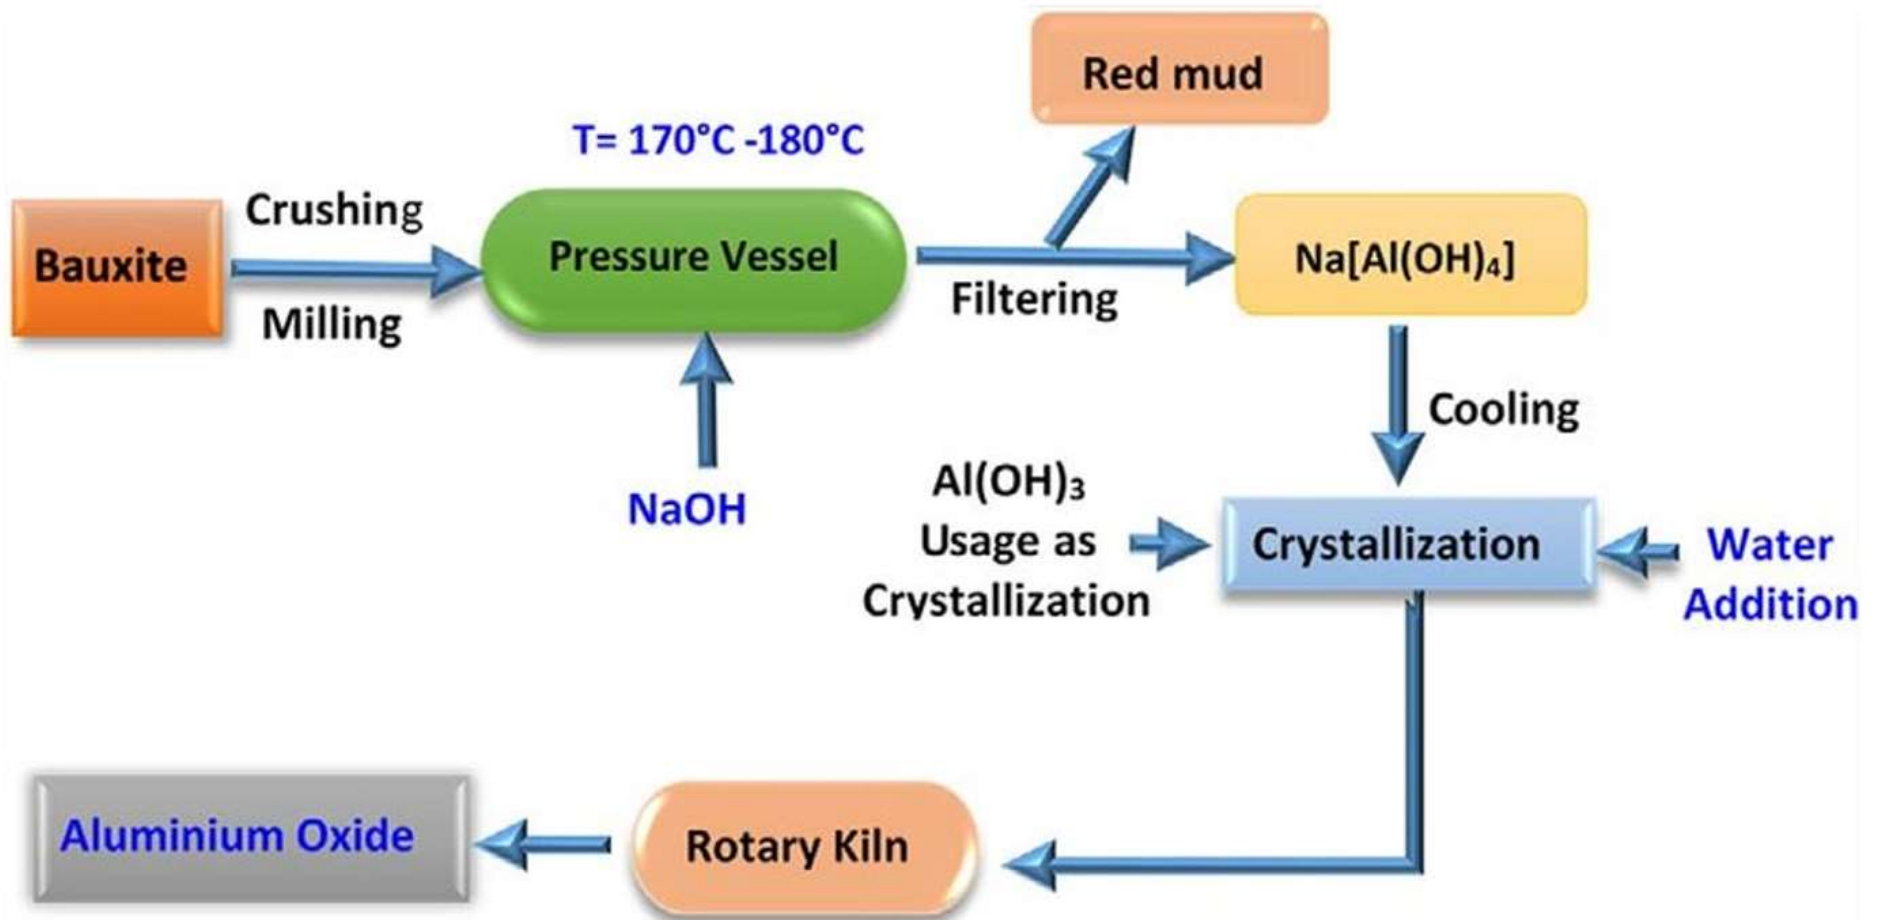 Red mud
T= 170°C -180°C
Crushing
Bauxite
Milling
Pressure Vessel
Filtering
Na[Al(OH)₄]
NaOH
Cooling
Al(OH)₃
Usage as
Crystallization
Crystallization
Water
Addition
Aluminium Oxide
Rotary Kiln